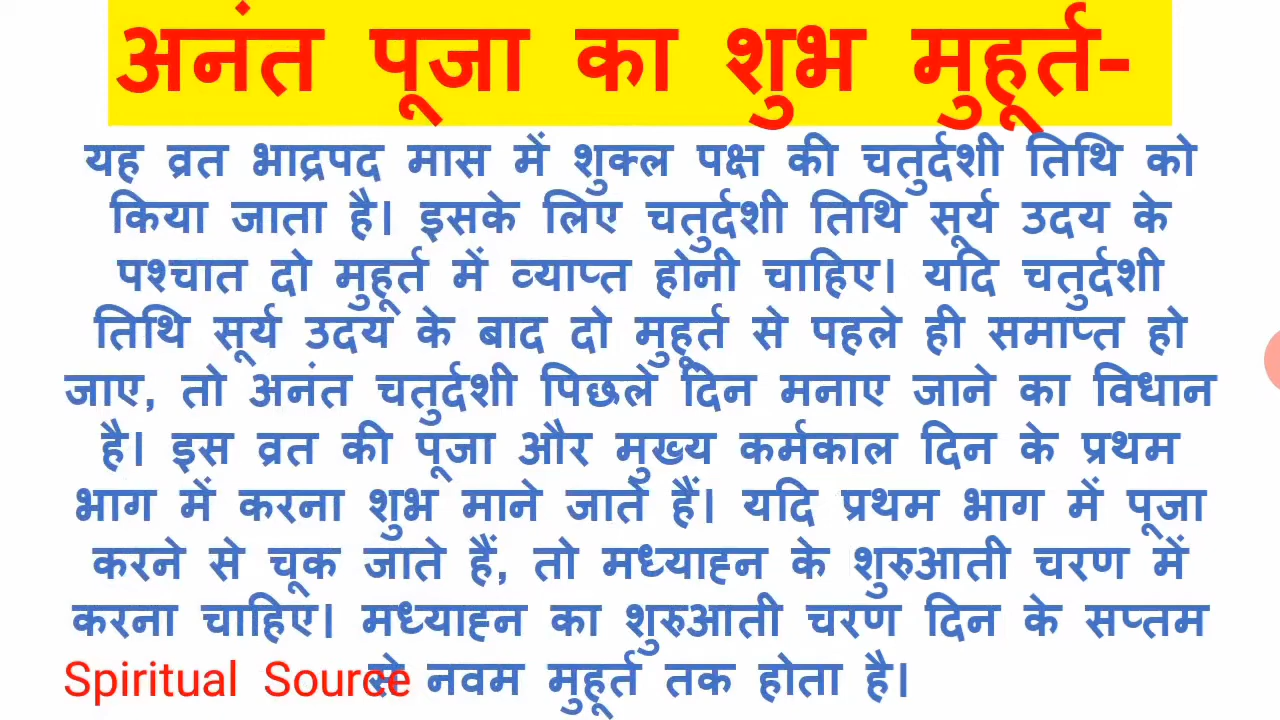 अनंत पूजा का शुभ मुहूर्त-
यह व्रत भाद्रपद मास में शुक्ल पक्ष की चतुर्दशी तिथि को
किया जाता है। इसके लिए चतुर्दशी तिथि सूर्य उदय के
पश्चात दो मुहूर्त में व्याप्त होनी चाहिए। यदि चतुर्दशी
तिथि सूर्य उदय के बाद दो मुहूर्त से पहले ही समाप्त हो
जाए, तो अनंत चतुर्दशी पिछले दिन मनाए जाने का विधान
है। इस व्रत की पूजा और मुख्य कर्मकाल दिन के प्रथम
भाग में करना शुभ माने जाते हैं। यदि प्रथम भाग में पूजा
करने से चूक जाते हैं, तो मध्याह्न के शुरुआती चरण में
करना चाहिए। मध्याह्न का शुरुआती चरण दिन के सप्तम
Spiritual Source से नवम मुहूर्त तक होता है।